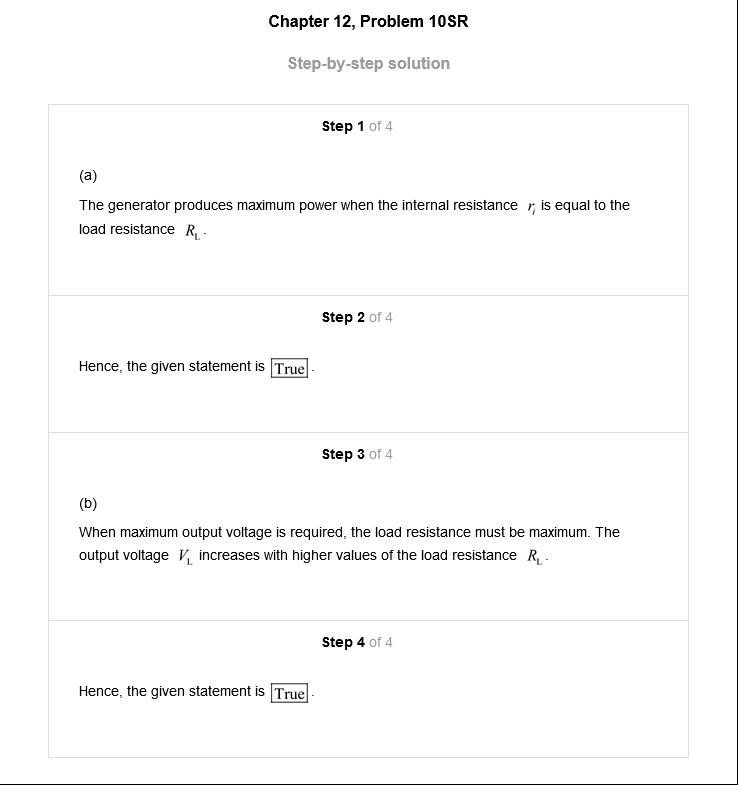 Chapter 12, Problem 10SR
Step-by-step solution
Step 1 of 4
(a)
The generator produces maximum power when the internal resistance r_i is equal to the
load resistance R_L.
Step 2 of 4
Hence, the given statement is True.
Step 3 of 4
(b)
When maximum output voltage is required, the load resistance must be maximum. The
output voltage V_L increases with higher values of the load resistance R_L.
Step 4 of 4
Hence, the given statement is True.